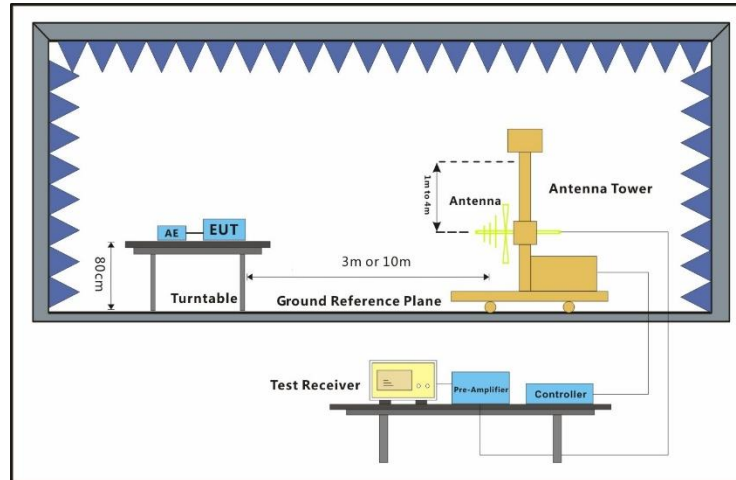 1m to 4m
Antenna
Antenna Tower
AE
EUT
80cm
3m or 10m
Turntable
Ground Reference Plane
Test Receiver
Pre-Amplifier
Controller